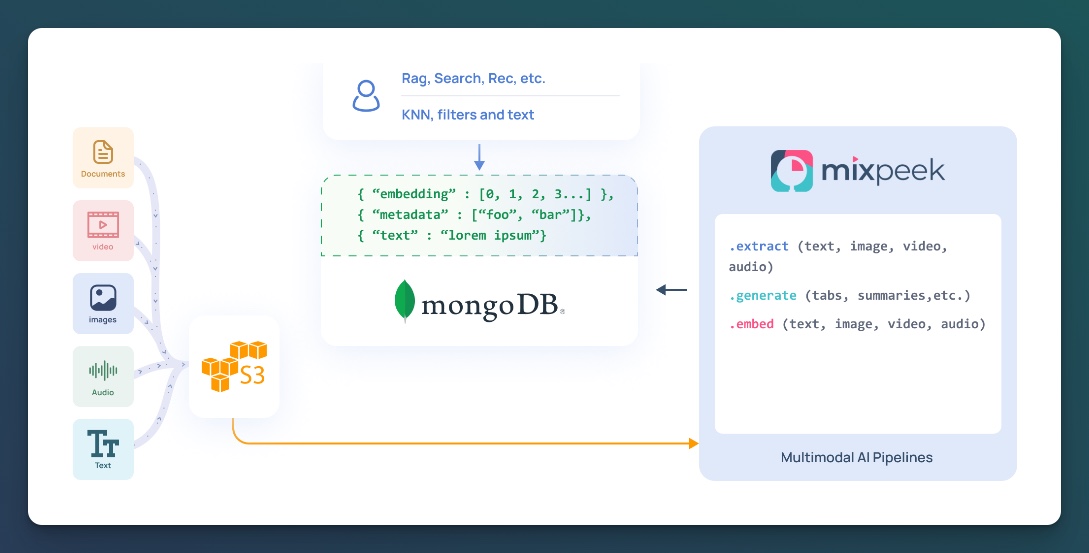 Rag, Search, Rec, etc.
KNN, filters and text
Documents
video
images
Audio
Tt
Text
S3
{ “embedding” : [0, 1, 2, 3...] },
{ “metadata” : [“foo”, “bar”]},
{ “text” : “lorem ipsum”}
mongoDB®
mixpeek
.extract (text, image, video,
audio)
.generate (tabs, summaries,etc.)
.embed (text, image, video, audio)
Multimodal AI Pipelines